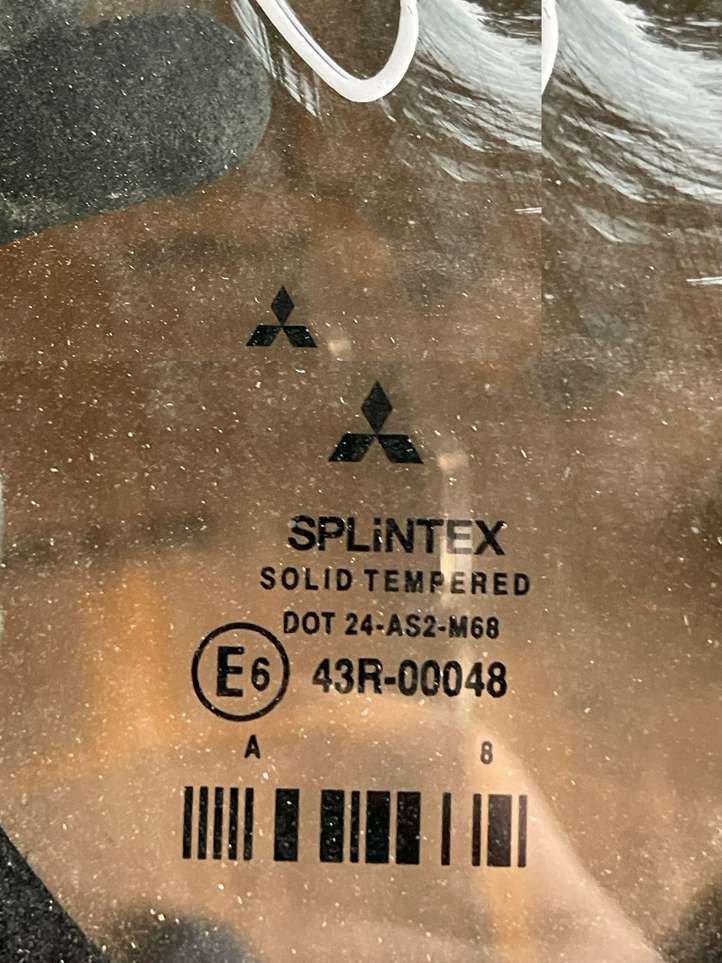 SPLiNTEX
SOLID TEMPERED
DOT 24-AS2-M68
E6 43R-00048
A 8